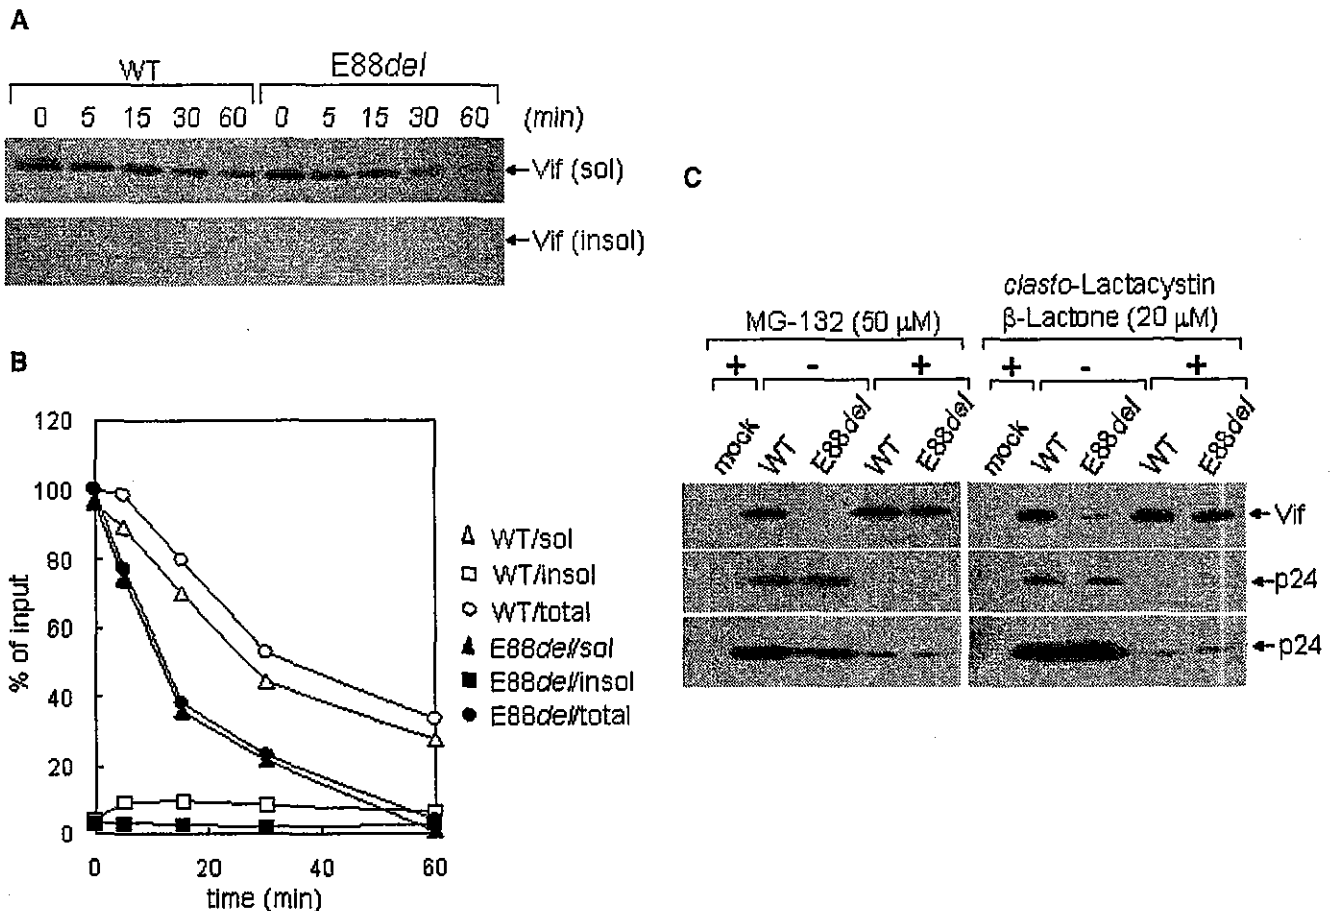 A
WT E88del
0 5 15 30 60 0 5 15 30 60 (min)
Vif (sol)
Vif (insol)
B
120
100
80
60
40
20
0
% of input
0 20 40 60
time (min)
WT/sol
WT/insol
WT/total
E88del/sol
E88del/insol
E88del/total
C
MG-132 (50 μM)
clasto-Lactacystin
β-Lactone (20 μM)
+ - + + - +
mock WT E88del WT E88del mock WT E88del WT E88del
Vif
p24
p24